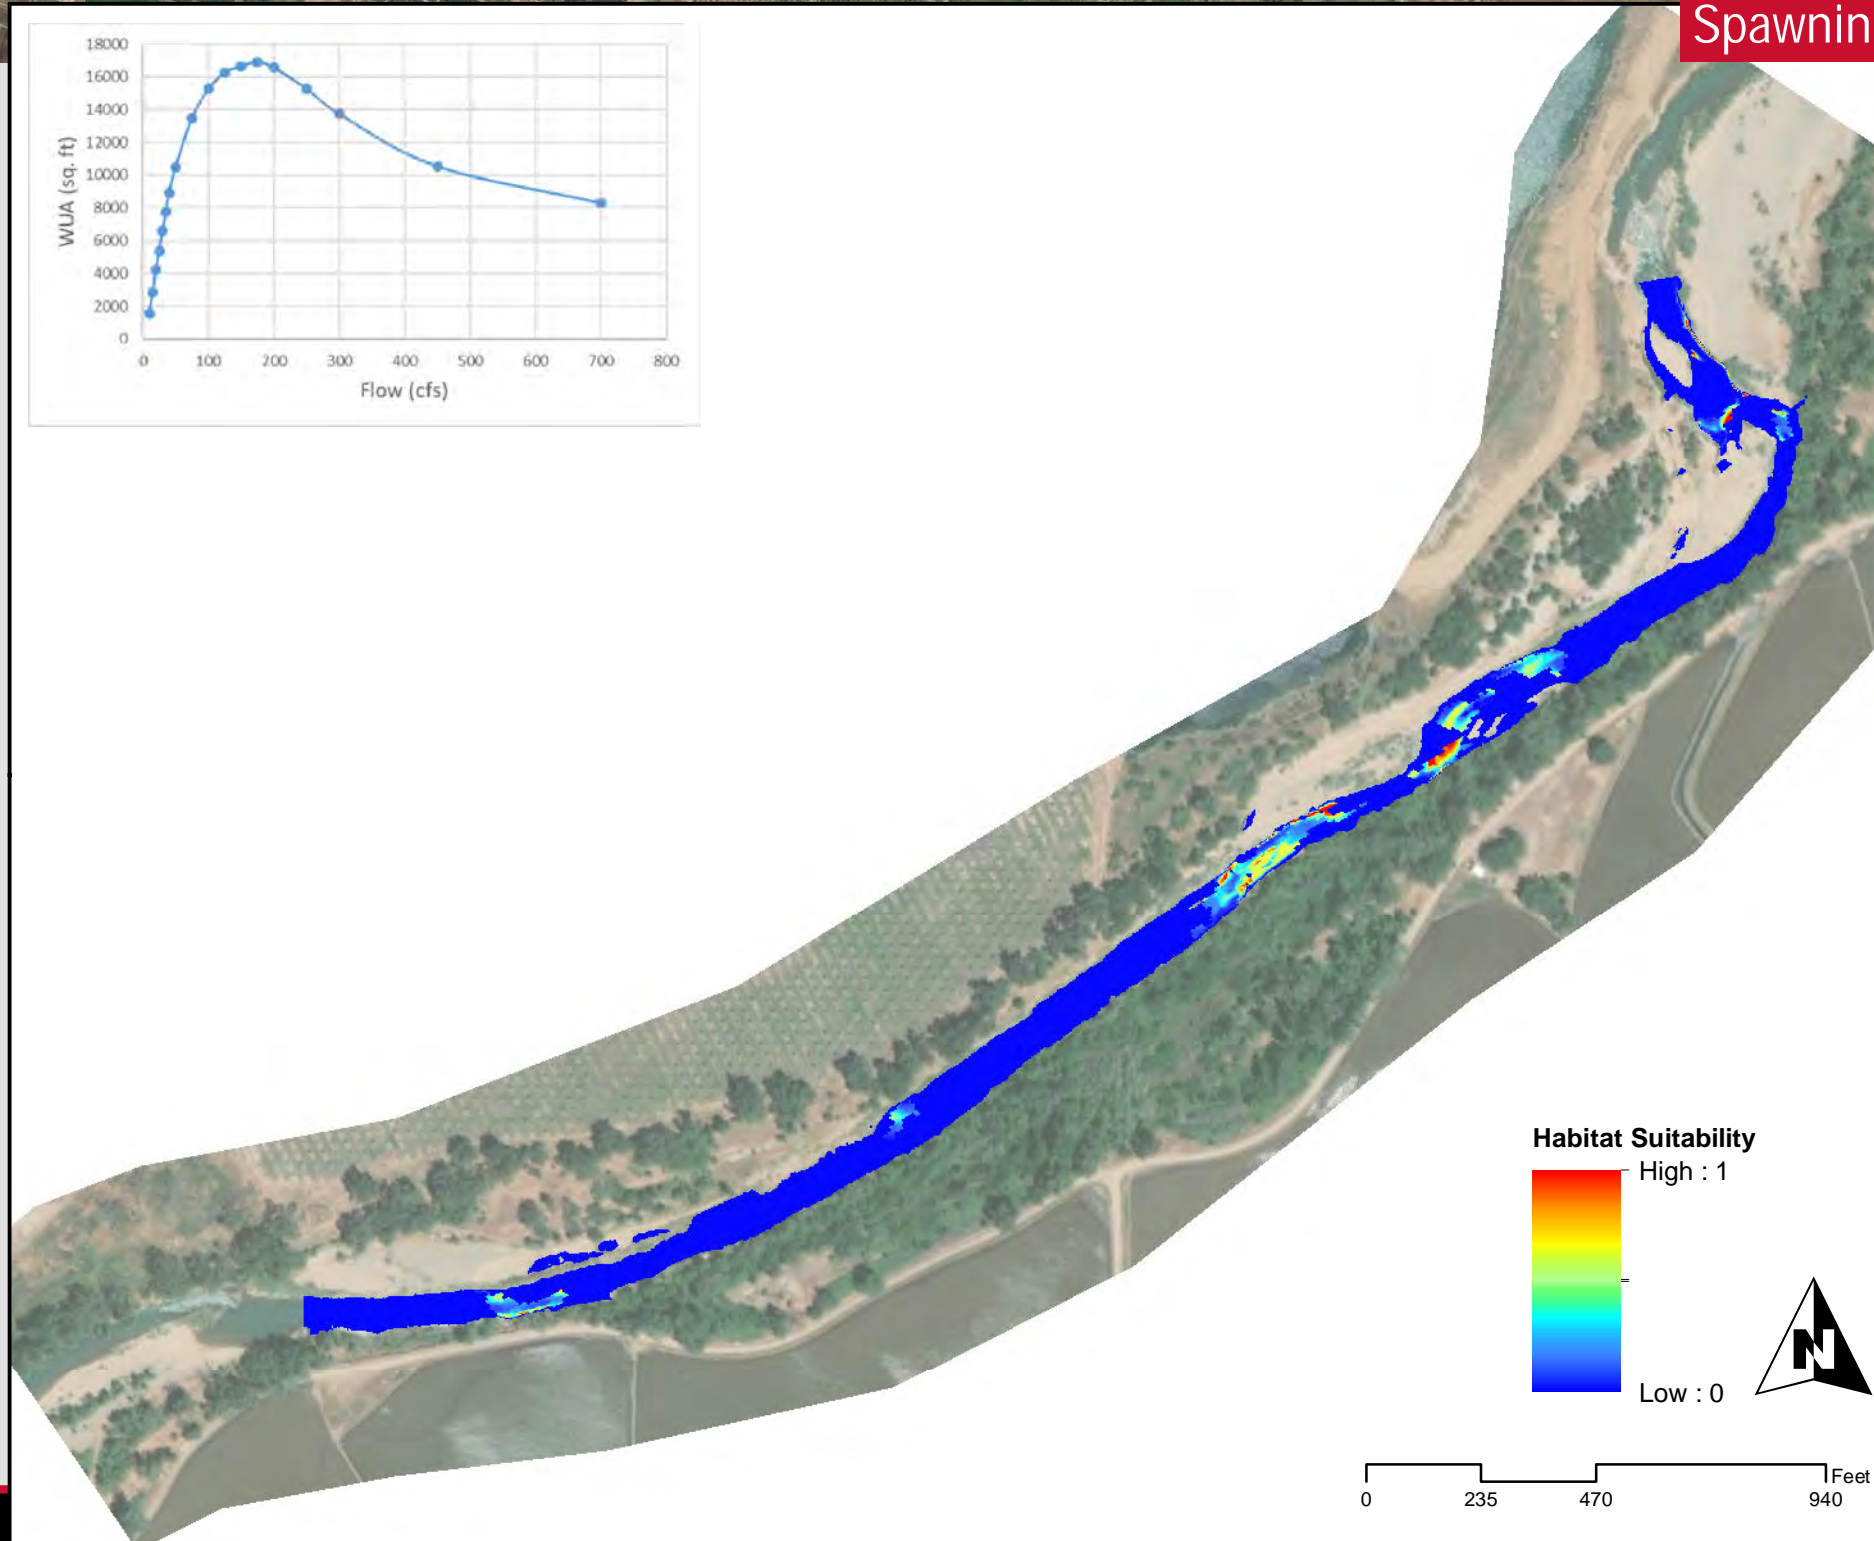 Spawnin
18000
16000
14000
12000
10000
8000
6000
4000
2000
0
WUA (sq. ft)
0 100 200 300 400 500 600 700 800
Flow (cfs)
Habitat Suitability
High : 1
Low : 0
N
Feet
0 235 470 940